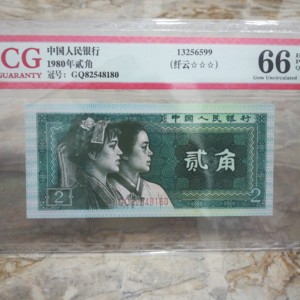 CG
GUARANTY
中国人民银行
1980年贰角
冠号: GQ82548180
13256599
(纤云☆☆☆)
66
Gem Uncirculated
中国人民银行
贰角
2
2
GQ82548180